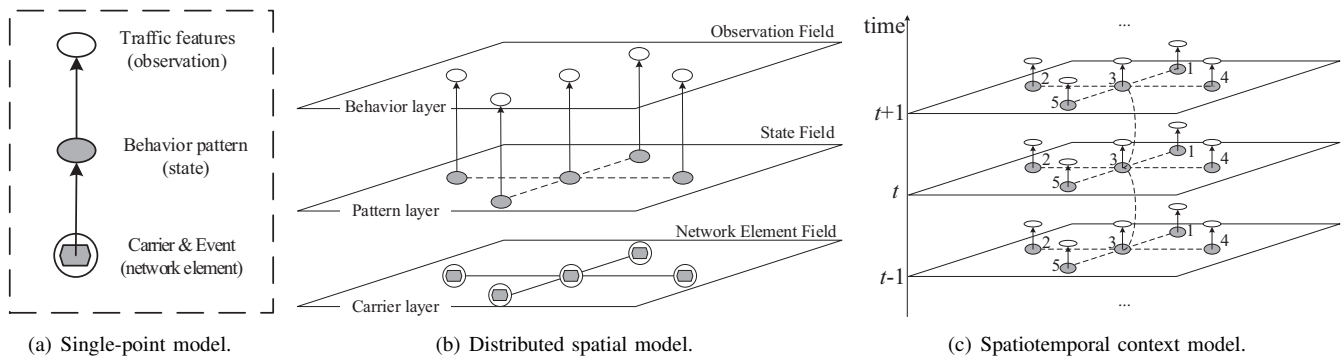 Traffic features
(observation)
Behavior pattern
(state)
Carrier & Event
(network element)
(a) Single-point model.
Observation Field
Behavior layer
State Field
Pattern layer
Network Element Field
Carrier layer
(b) Distributed spatial model.
time
...
1
2
3
4
5
t+1
1
2
3
4
5
t
1
2
3
4
5
t-1
...
(c) Spatiotemporal context model.